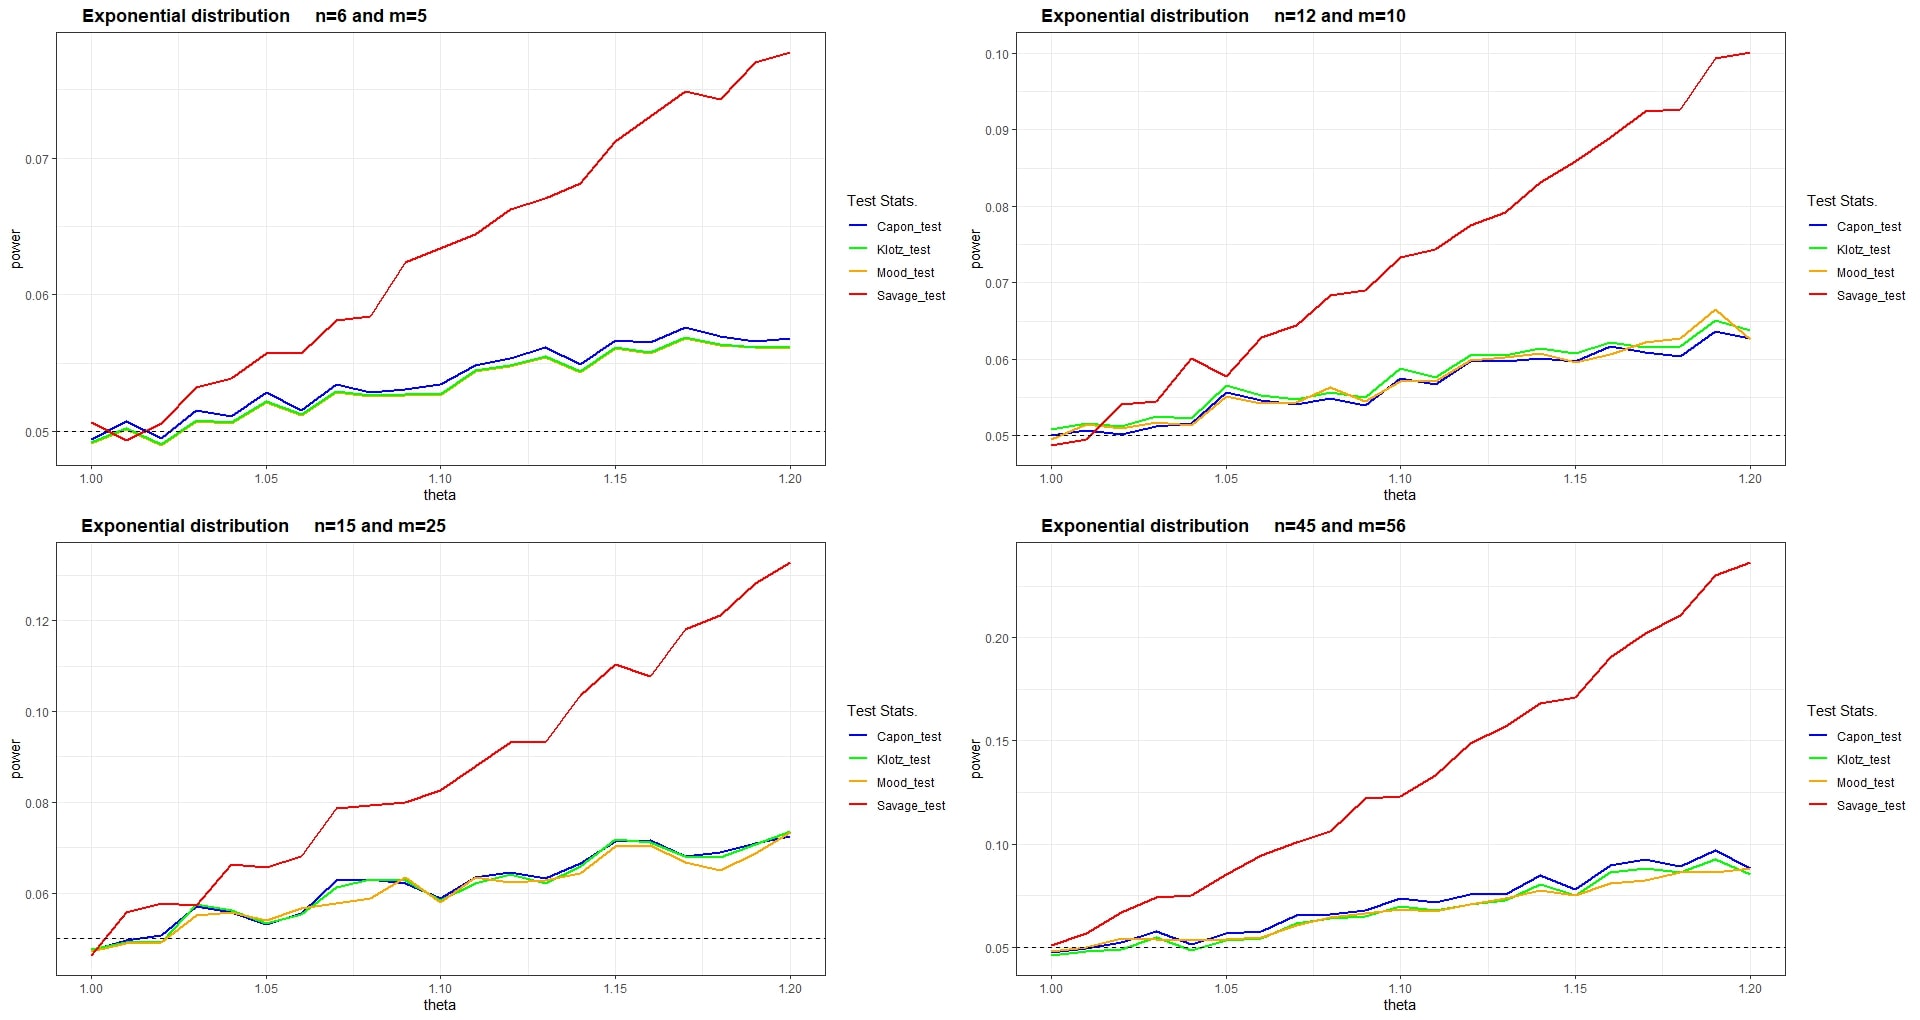 Exponential distribution n=6 and m=5
power
0.07
0.06
0.05
1.00 1.05 1.10 1.15 1.20
theta
Test Stats.
Capon_test
Klotz_test
Mood_test
Savage_test
Exponential distribution n=12 and m=10
power
0.10
0.09
0.08
0.07
0.06
0.05
1.00 1.05 1.10 1.15 1.20
theta
Test Stats.
Capon_test
Klotz_test
Mood_test
Savage_test
Exponential distribution n=15 and m=25
power
0.12
0.10
0.08
0.06
1.00 1.05 1.10 1.15 1.20
theta
Test Stats.
Capon_test
Klotz_test
Mood_test
Savage_test
Exponential distribution n=45 and m=56
power
0.20
0.15
0.10
0.05
1.00 1.05 1.10 1.15 1.20
theta
Test Stats.
Capon_test
Klotz_test
Mood_test
Savage_test